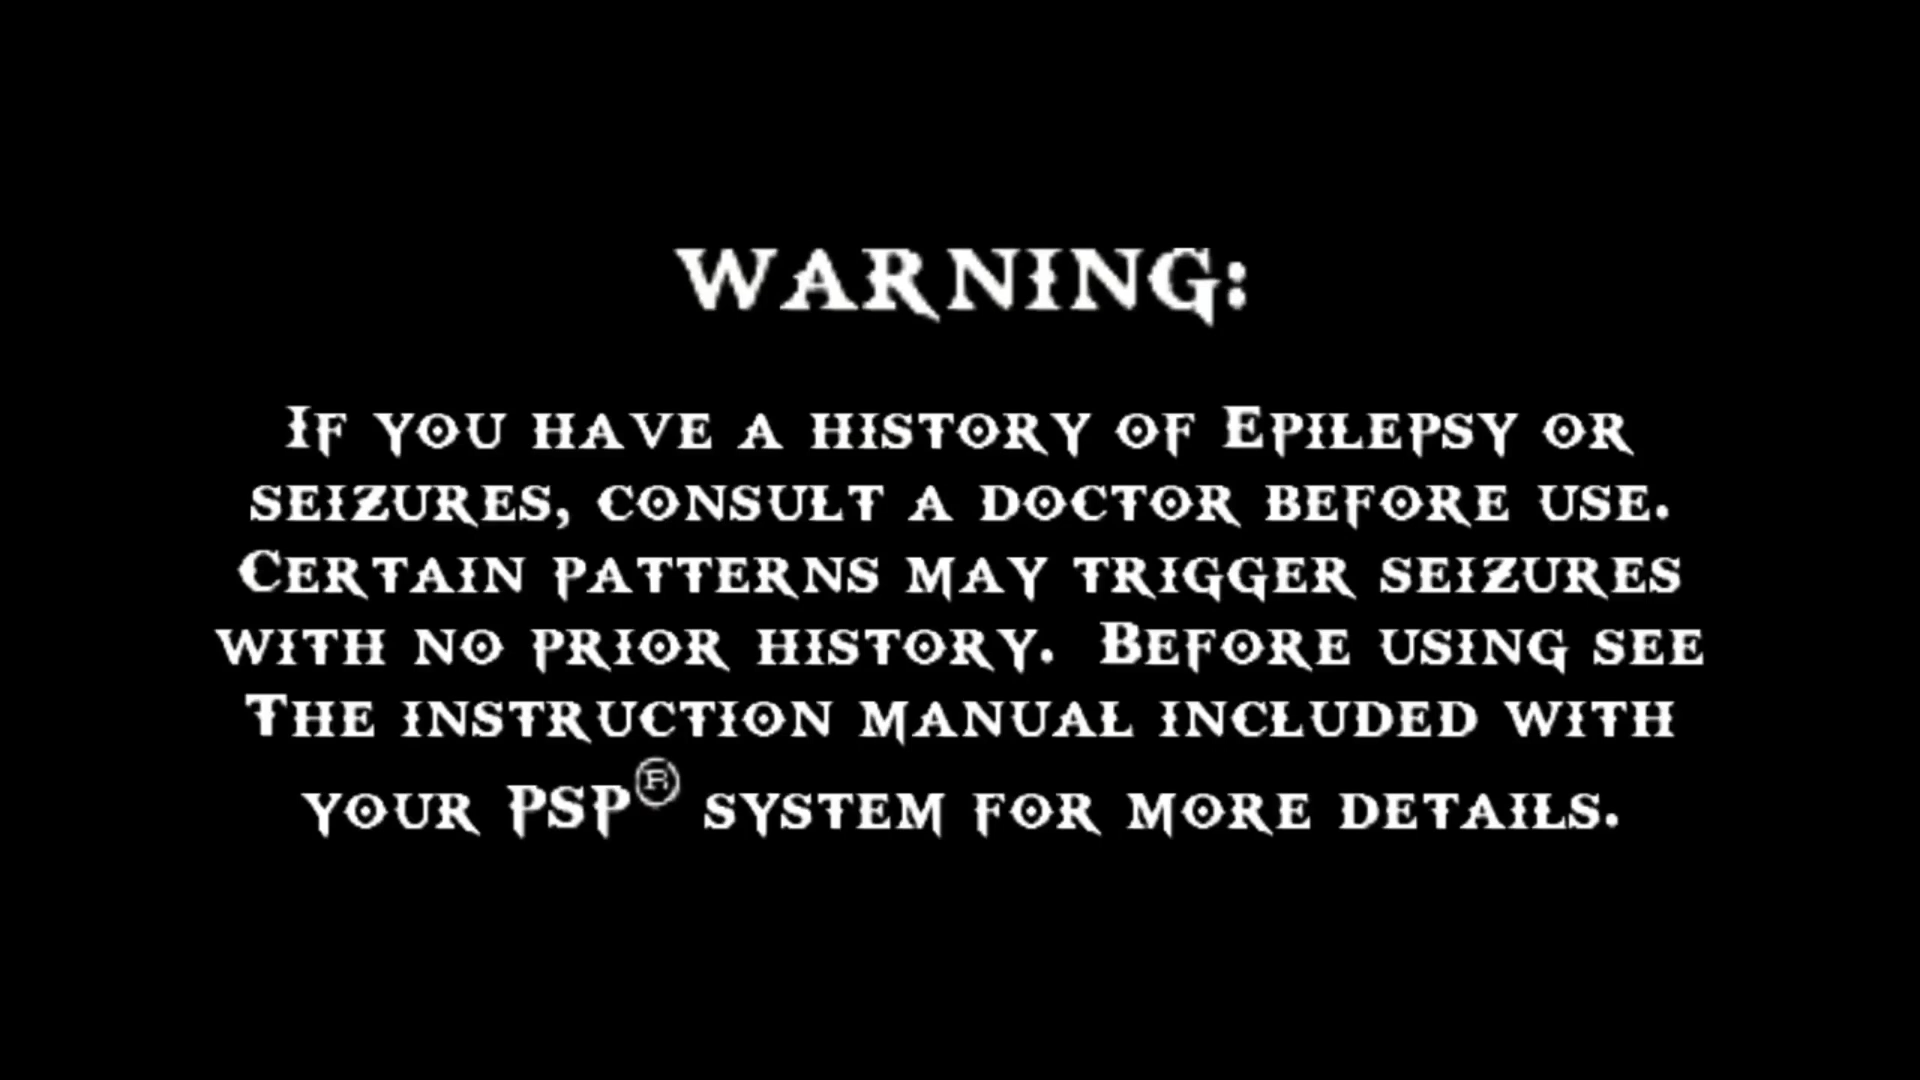 WARNING:
If you have a history of Epilepsy or
seizures, consult a doctor before use.
Certain patterns may trigger seizures
with no prior history. Before using see
The instruction manual included with
your PSP® system for more details.